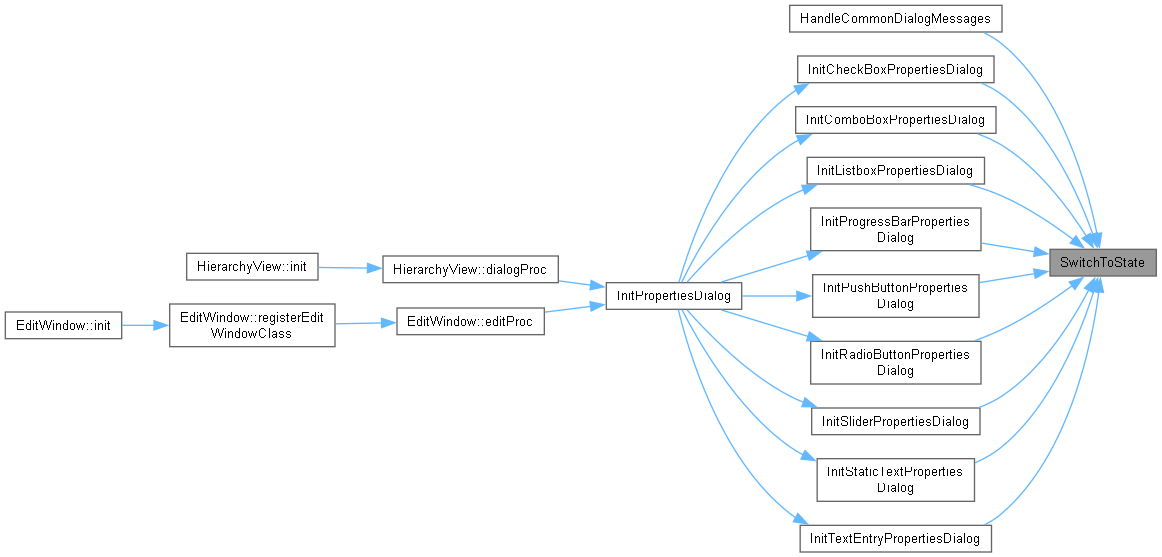 HandleCommonDialogMessages
InitCheckBoxPropertiesDialog
InitComboBoxPropertiesDialog
InitListboxPropertiesDialog
InitProgressBarProperties
Dialog
SwitchToState
HierarchyView::init
HierarchyView::dialogProc
InitPropertiesDialog
InitPushButtonProperties
Dialog
EditWindow::init
EditWindow::registerEdit
WindowClass
EditWindow::editProc
InitRadioButtonProperties
Dialog
InitSliderPropertiesDialog
InitStaticTextProperties
Dialog
InitTextEntryPropertiesDialog